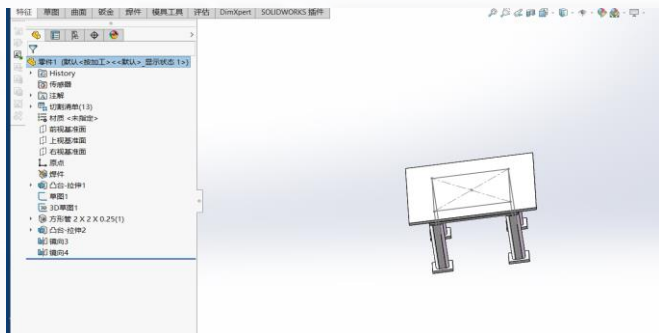 特征 草图 曲面 钣金 焊件 模具工具 评估 DimXpert SOLIDWORKS 插件
零件1 (默认<按加工><<默认>_显示状态 1>)
History
传感器
注解
切割清单(13)
材质 <未指定>
前视基准面
上视基准面
右视基准面
原点
焊件
凸台-拉伸1
草图1
3D草图1
方形管 2 X 2 X 0.25(1)
凸台-拉伸2
镜向3
镜向4